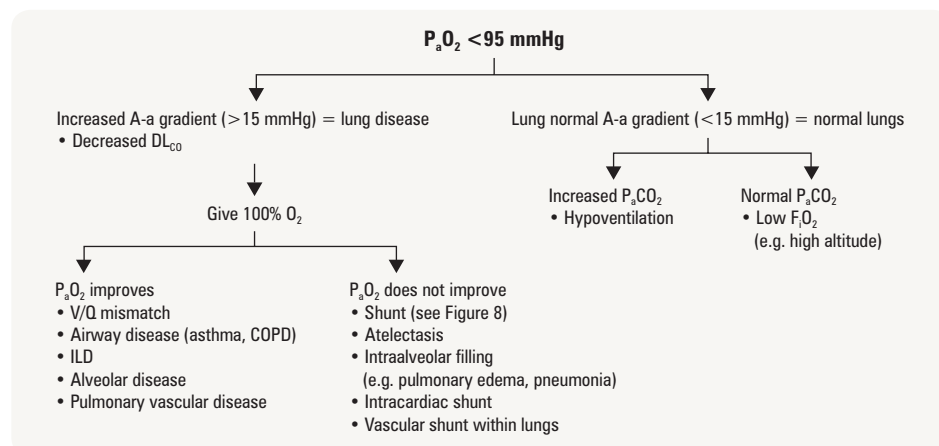 PₐO₂ <95 mmHg
Increased A-a gradient (>15 mmHg) = lung disease
• Decreased DL_CO
Give 100% O₂
PₐO₂ improves
• V/Q mismatch
• Airway disease (asthma, COPD)
• ILD
• Alveolar disease
• Pulmonary vascular disease
PₐO₂ does not improve
• Shunt (see Figure 8)
• Atelectasis
• Intraalveolar filling
(e.g. pulmonary edema, pneumonia)
• Intracardiac shunt
• Vascular shunt within lungs
Lung normal A-a gradient (<15 mmHg) = normal lungs
Increased PₐCO₂
• Hypoventilation
Normal PₐCO₂
• Low FᵢO₂
(e.g. high altitude)